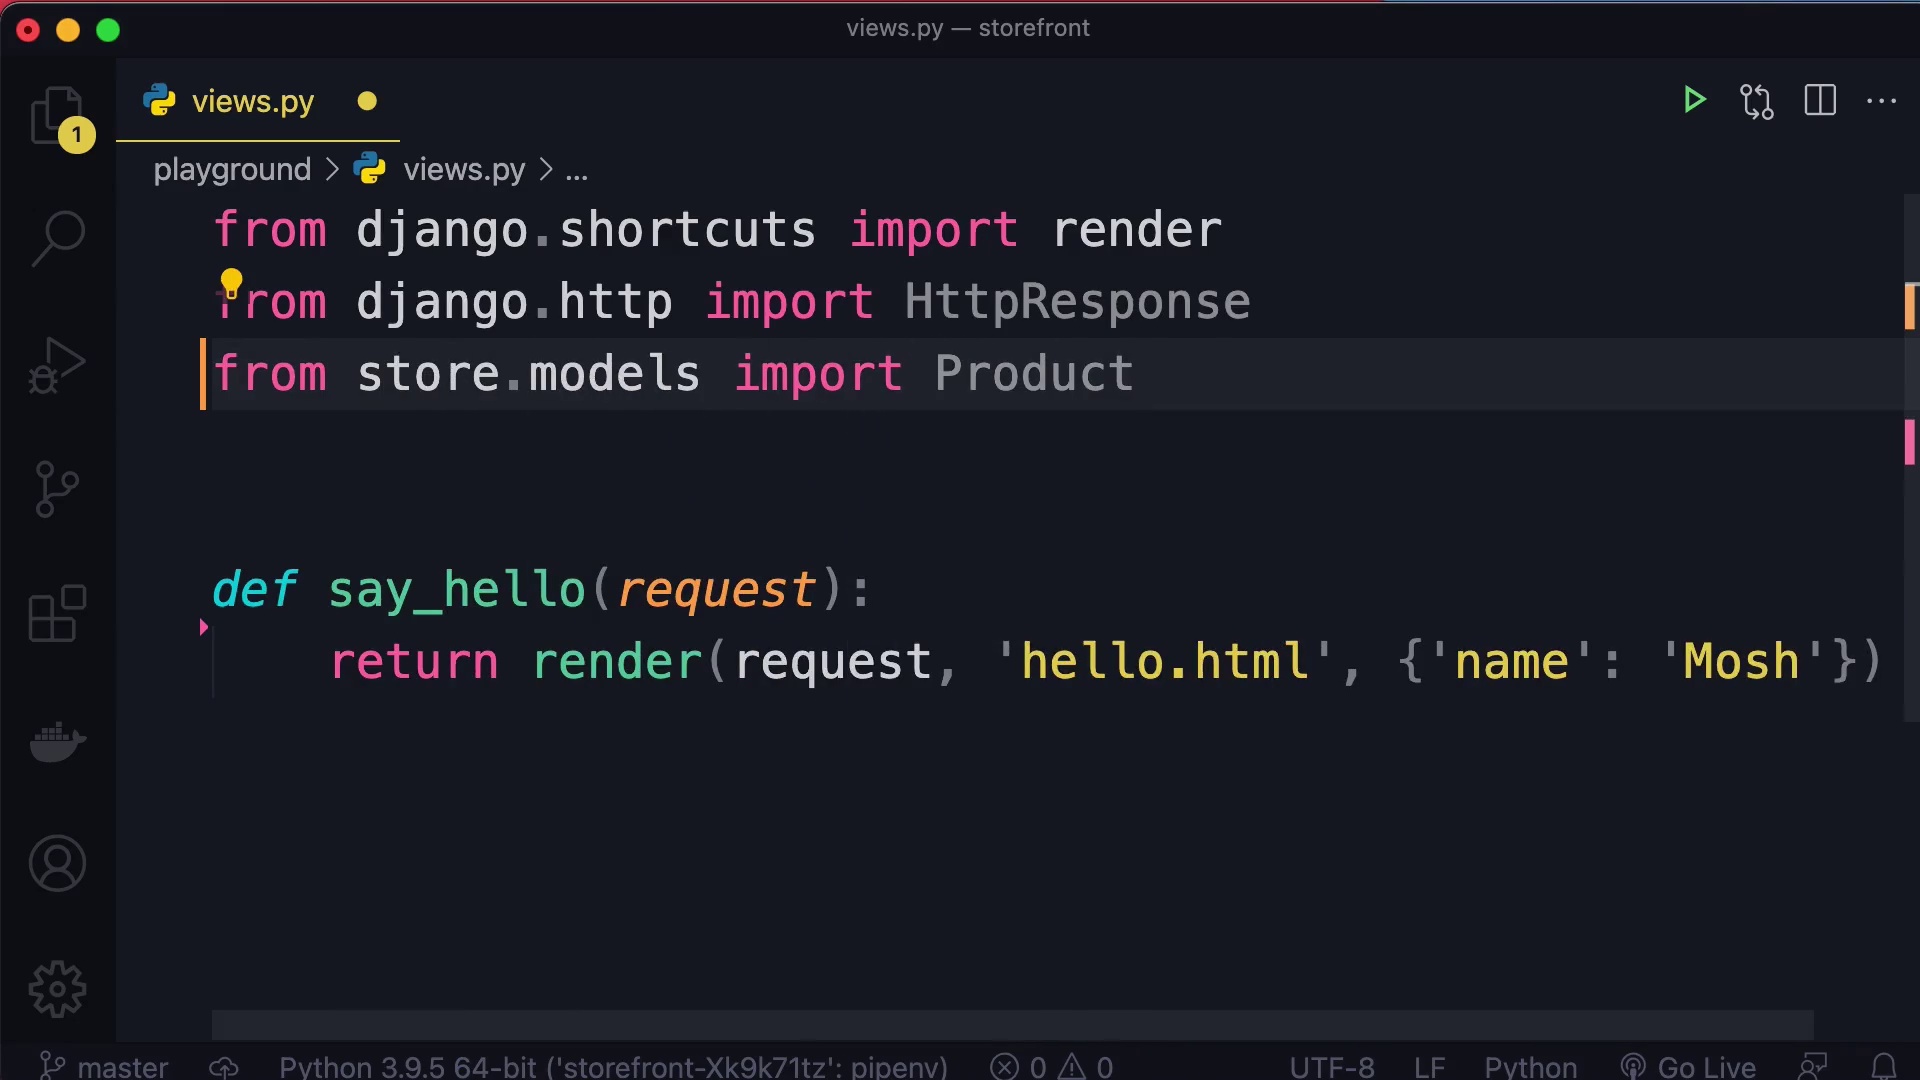 views.py — storefront
views.py
1
playground > views.py > ...
from django.shortcuts import render
from django.http import HttpResponse
from store.models import Product
def say_hello(request):
return render(request, 'hello.html', {'name': 'Mosh'})
master Python 3.9.5 64-bit ('storefront-Xk9k71tz': pipenv) 0 0 UTF-8 LF Python Go Live